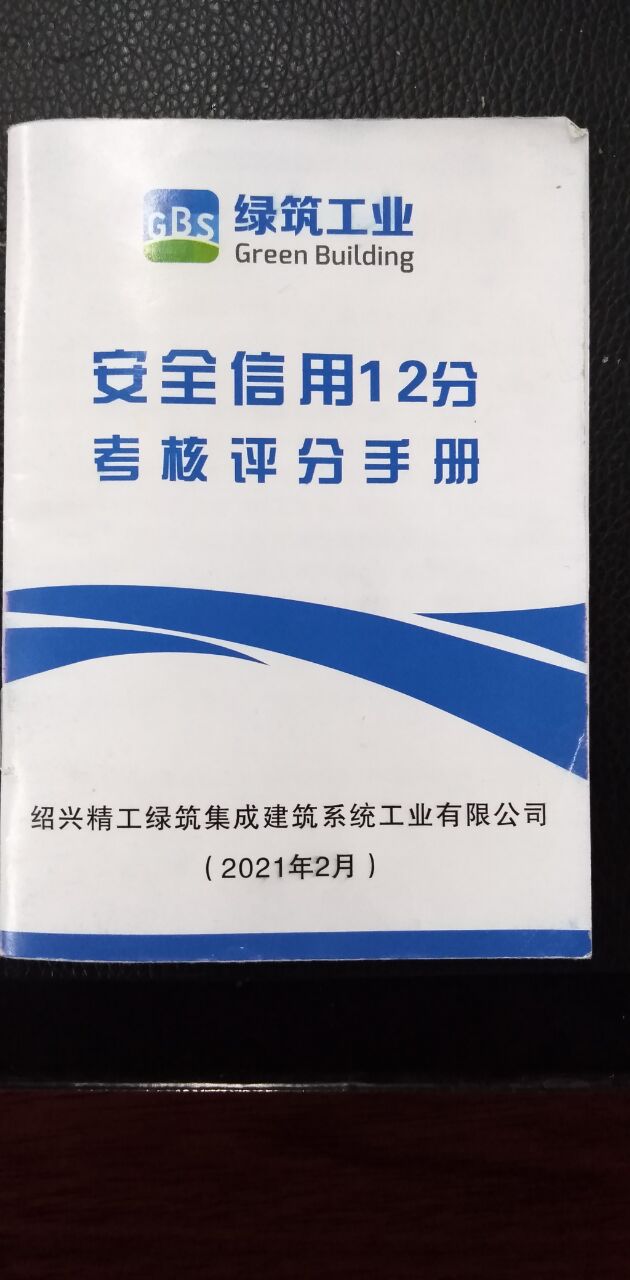 GBS
绿筑工业
Green Building
安全信用12分
考核评分手册
绍兴精工绿筑集成建筑系统工业有限公司
（2021年2月）